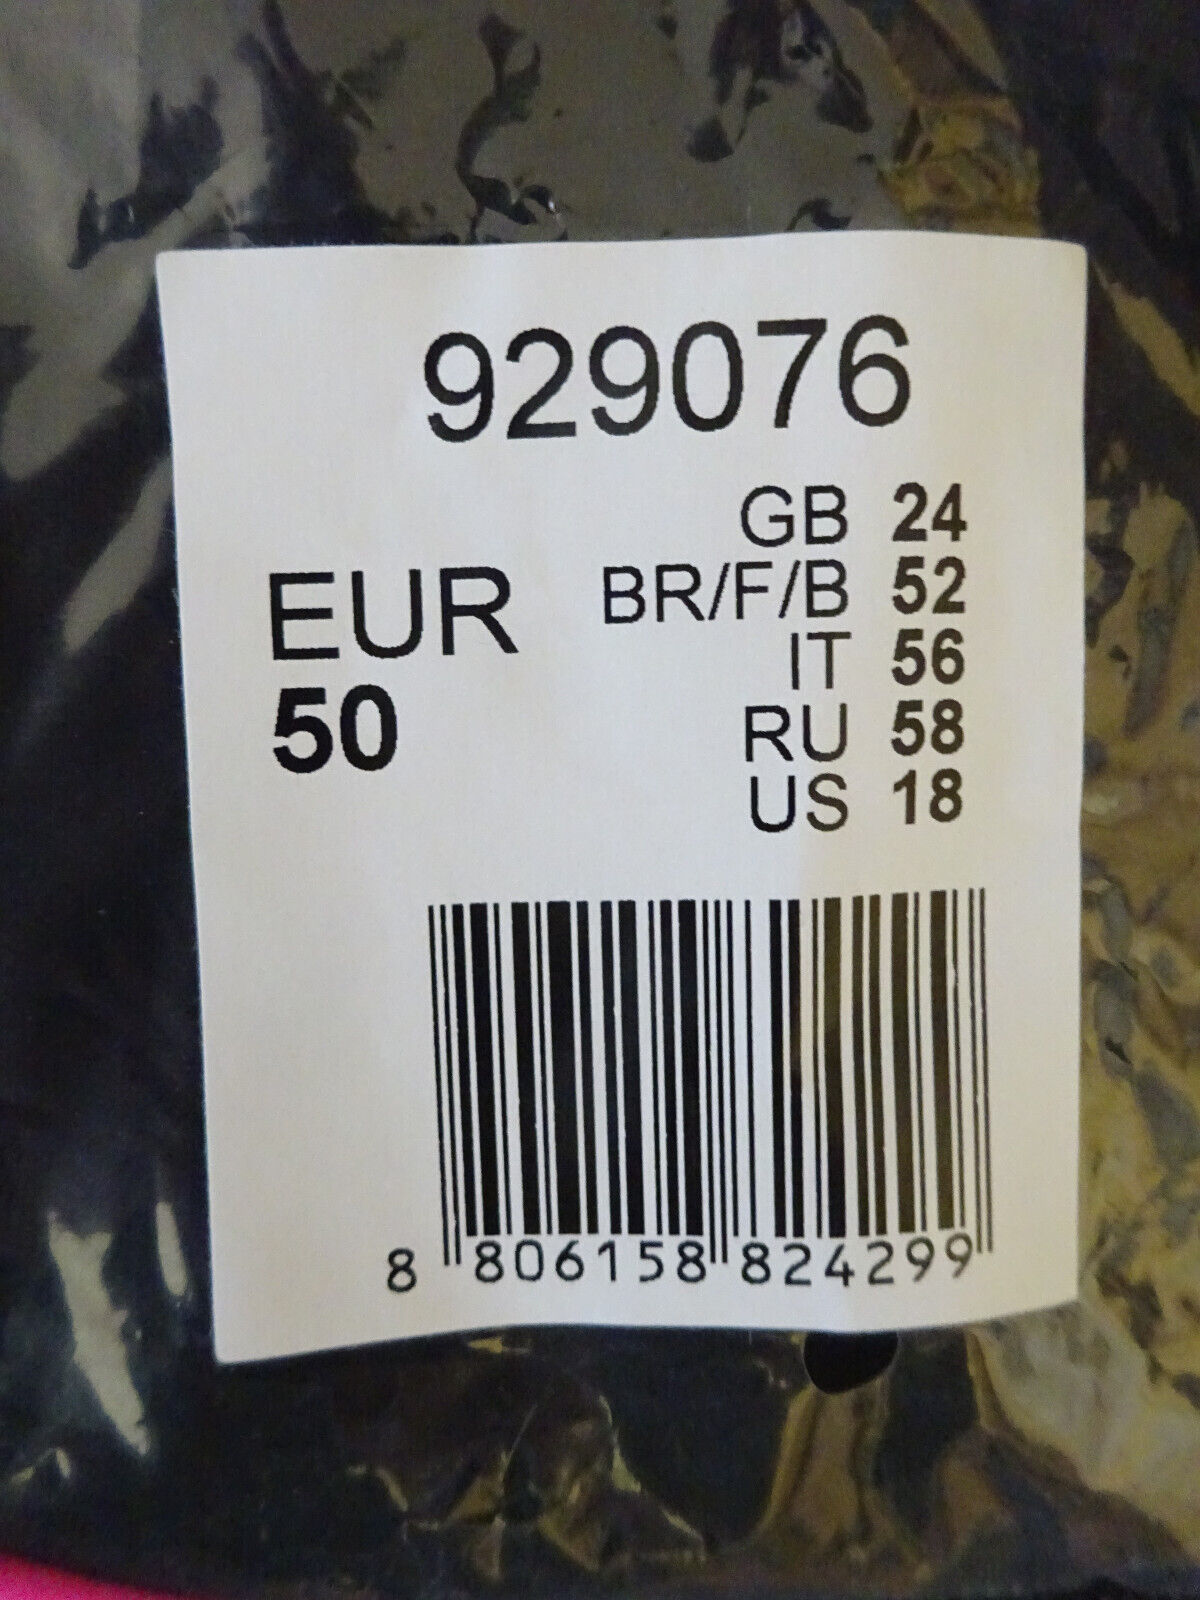 929076
GB 24
BR/F/B 52
IT 56
RU 58
US 18
EUR
50
8 806158 824299